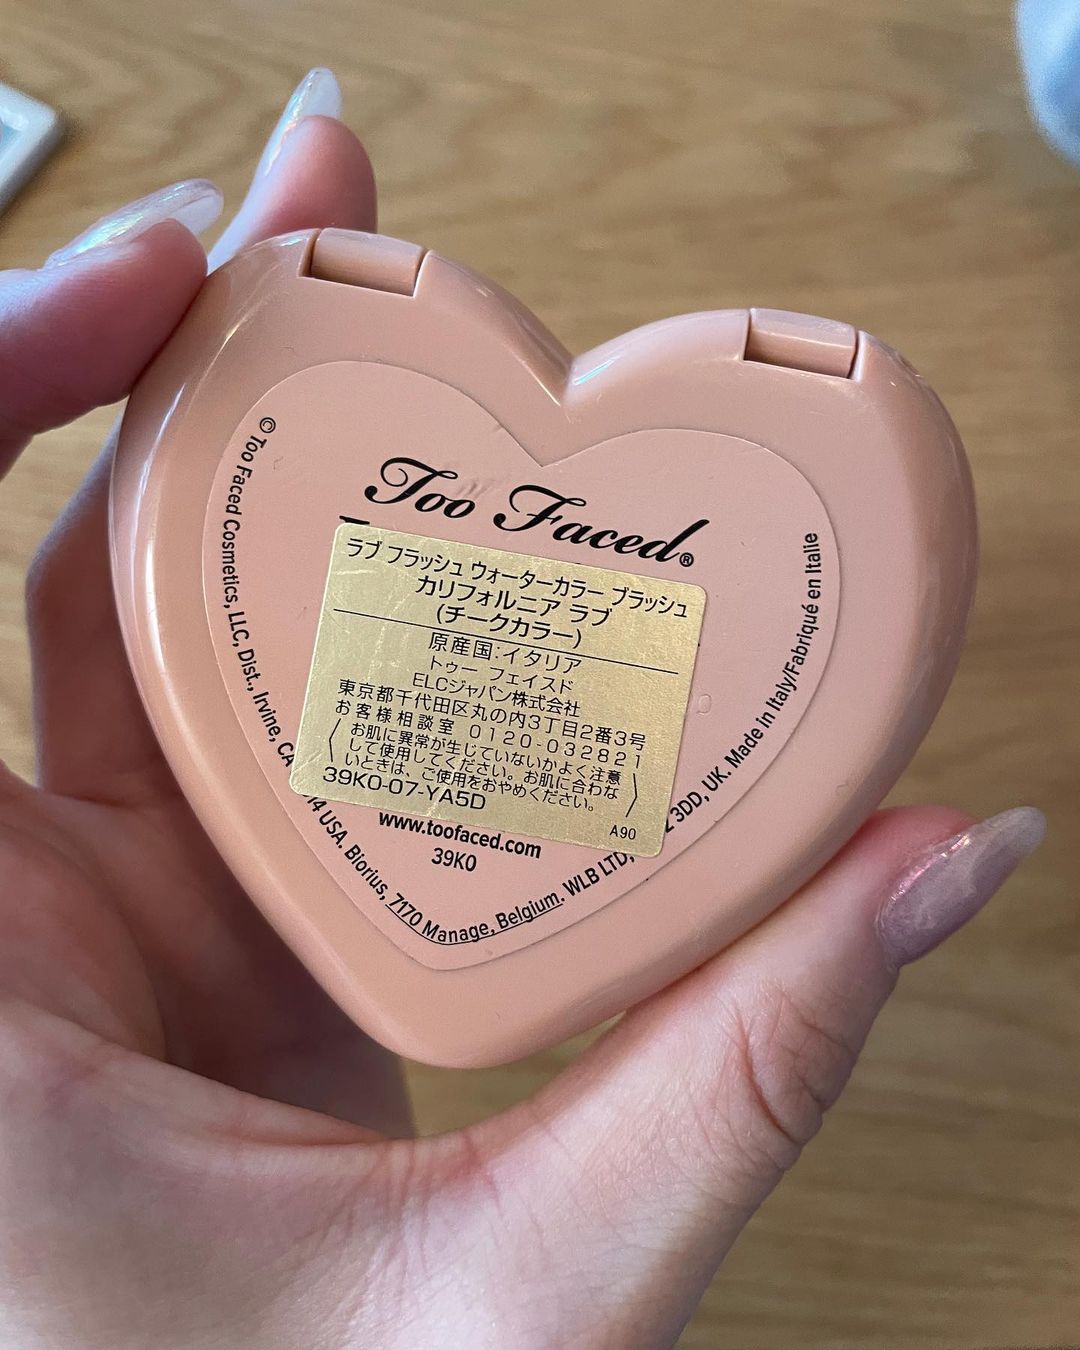 Too Faced®
ラブ フラッシュ ウォーターカラー ブラッシュ
カリフォルニア ラブ
(チークカラー)
原産国:イタリア
トゥー フェイスド
ELCジャパン株式会社
東京都千代田区丸の内3丁目2番3号
お客様相談室 0120-032821
お肌に異常が生じていないかよく注意
して使用してください。お肌に合わな
いときは、ご使用をおやめください。
39K0-07-YA5D
A90
www.toofaced.com
39K0
© Too Faced Cosmetics, LLC, Dist., Irvine, CA 14 USA. Biorius, 7170 Manage, Belgium. WLB LTD, 3DD, UK. Made in Italy/Fabriqué en Italie